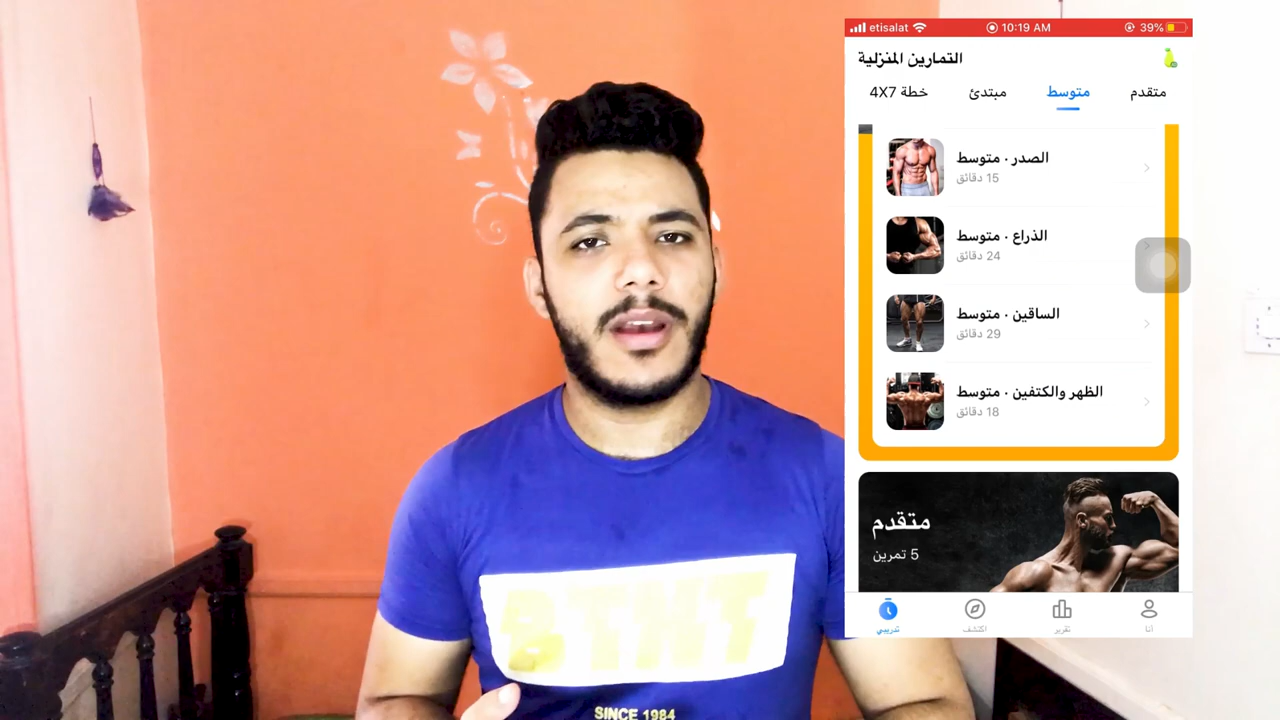 etisalat 10:19 AM 39%
التمارين المنزلية
خطة 4X7 مبتدئ متوسط متقدم
الصدر · متوسط
15 دقائق
الذراع · متوسط
24 دقائق
الساقين · متوسط
29 دقائق
الظهر والكتفين · متوسط
18 دقائق
متقدم
5 تمرين
تدريبي اكتشف تقرير أنا
BTHT
SINCE 1984